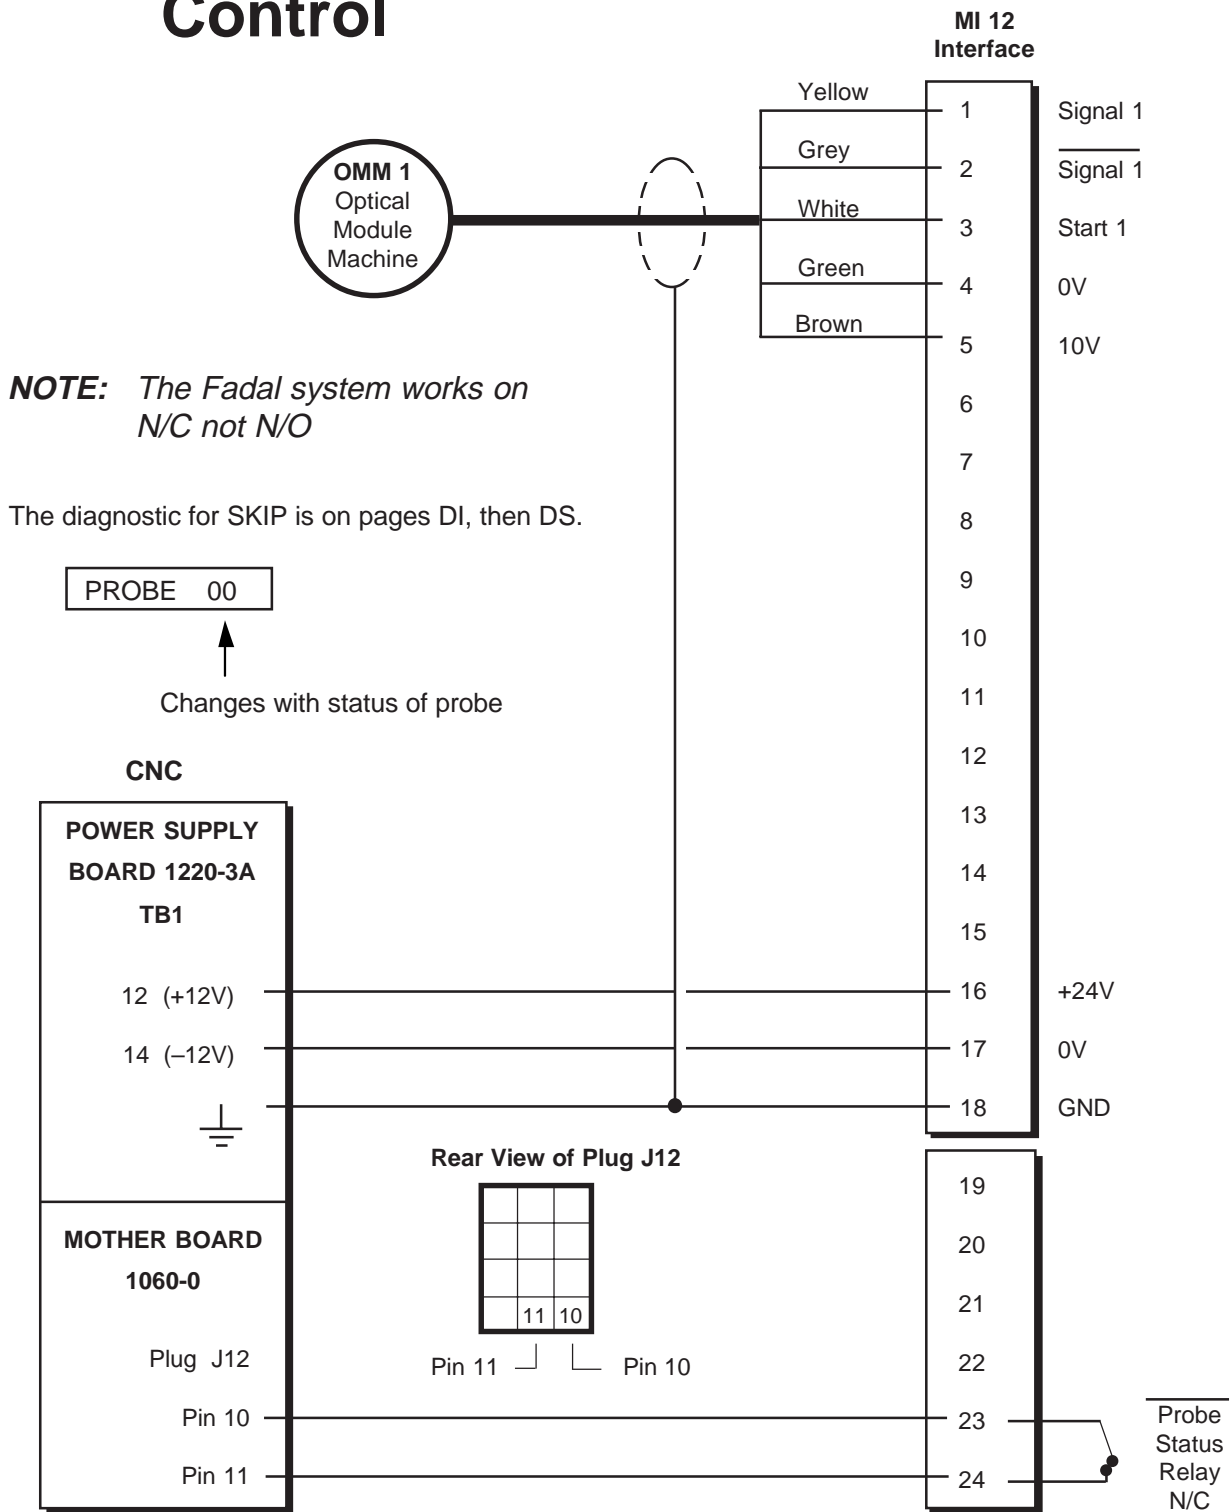 Control
MI 12
Interface
Yellow
1
Signal 1
Grey
2
Signal 1
OMM 1
Optical
Module
Machine
White
3
Start 1
Green
4
0V
Brown
5
10V
NOTE: The Fadal system works on
N/C not N/O
6
7
The diagnostic for SKIP is on pages DI, then DS.
8
PROBE 00
9
10
Changes with status of probe
11
12
CNC
13
POWER SUPPLY
BOARD 1220-3A
TB1
14
15
12 (+12V)
16
+24V
14 (–12V)
17
0V
18
GND
Rear View of Plug J12
19
MOTHER BOARD
1060-0
20
21
11 10
Plug J12
Pin 11
Pin 10
22
Pin 10
23
Pin 11
24
Probe
Status
Relay
N/C